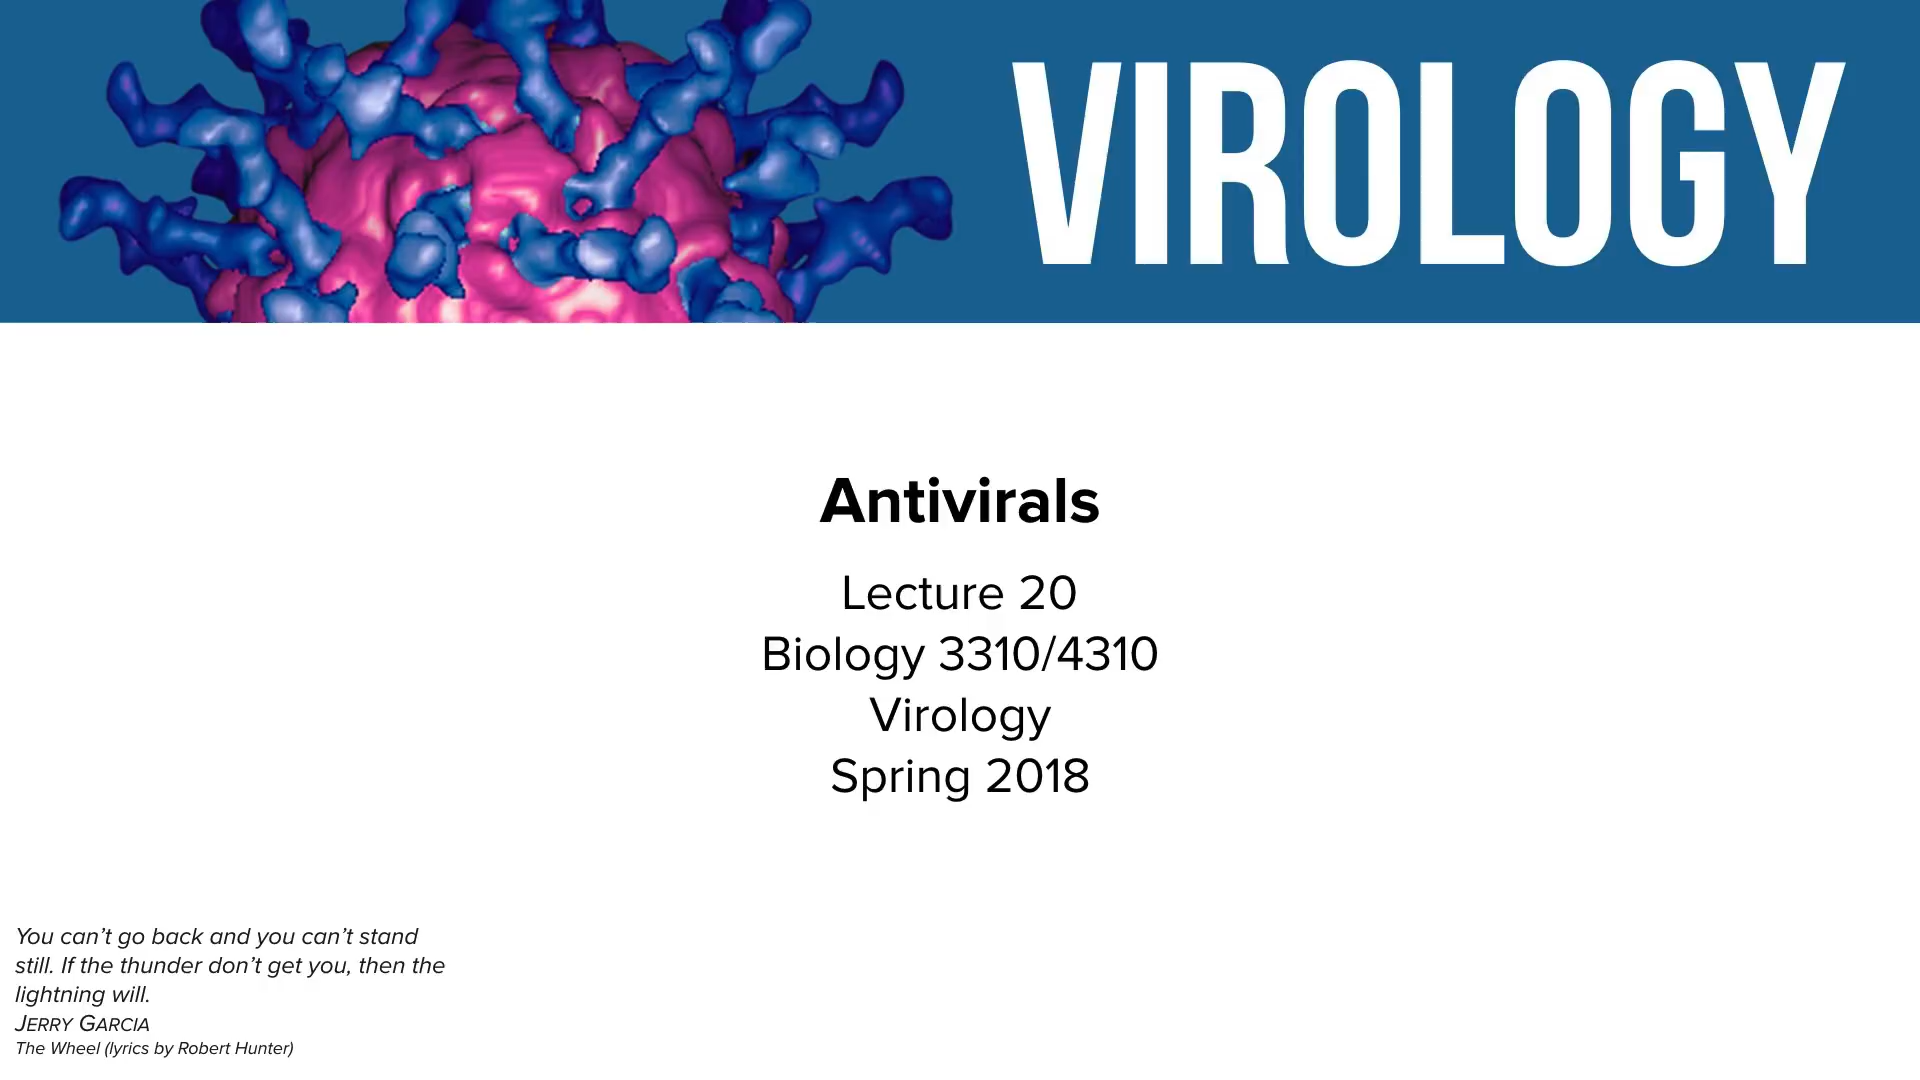 VIROLOGY
Antivirals
Lecture 20
Biology 3310/4310
Virology
Spring 2018
You can’t go back and you can’t stand
still. If the thunder don’t get you, then the
lightning will.
JERRY GARCIA
The Wheel (lyrics by Robert Hunter)